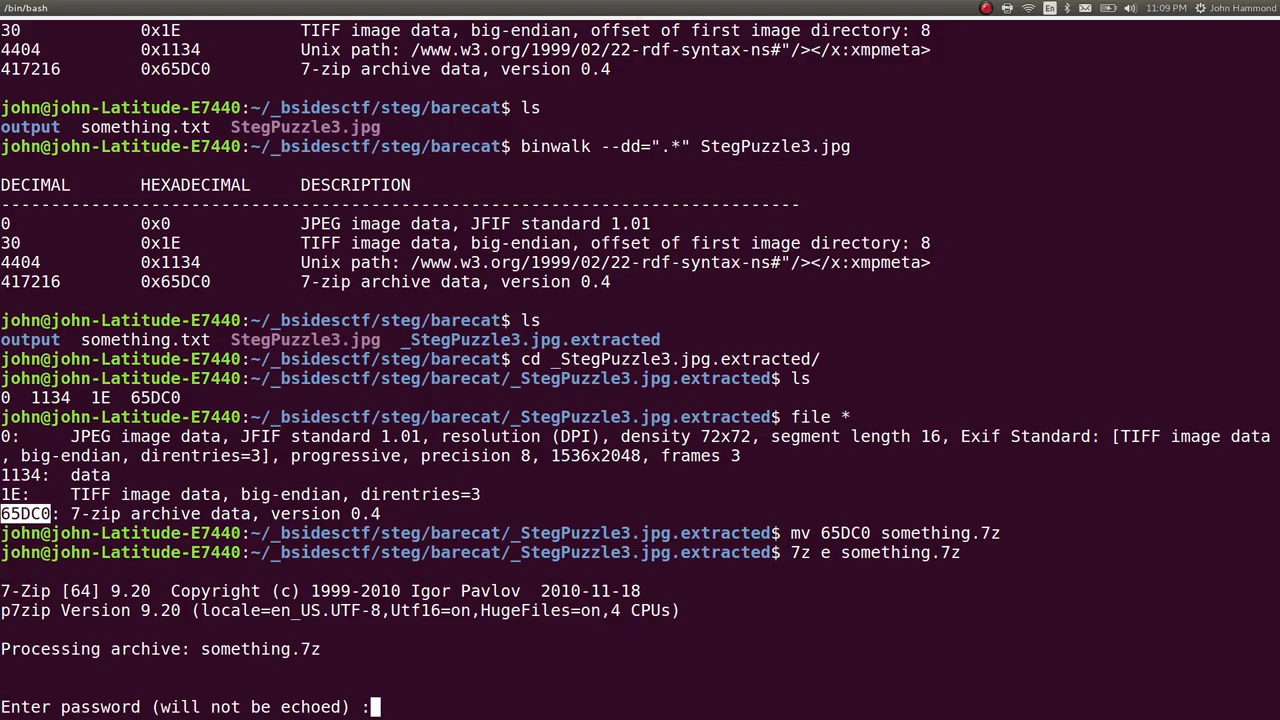 /bin/bash En 11:09 PM John Hammond
30 0x1E TIFF image data, big-endian, offset of first image directory: 8
4404 0x1134 Unix path: /www.w3.org/1999/02/22-rdf-syntax-ns#"/></x:xmpmeta>
417216 0x65DC0 7-zip archive data, version 0.4
john@john-Latitude-E7440:~/_bsidesctf/steg/barecat$ ls
output something.txt StegPuzzle3.jpg
john@john-Latitude-E7440:~/_bsidesctf/steg/barecat$ binwalk --dd=".*" StegPuzzle3.jpg
DECIMAL HEXADECIMAL DESCRIPTION
--------------------------------------------------------------------------------
0 0x0 JPEG image data, JFIF standard 1.01
30 0x1E TIFF image data, big-endian, offset of first image directory: 8
4404 0x1134 Unix path: /www.w3.org/1999/02/22-rdf-syntax-ns#"/></x:xmpmeta>
417216 0x65DC0 7-zip archive data, version 0.4
john@john-Latitude-E7440:~/_bsidesctf/steg/barecat$ ls
output something.txt StegPuzzle3.jpg _StegPuzzle3.jpg.extracted
john@john-Latitude-E7440:~/_bsidesctf/steg/barecat$ cd _StegPuzzle3.jpg.extracted/
john@john-Latitude-E7440:~/_bsidesctf/steg/barecat/_StegPuzzle3.jpg.extracted$ ls
0 1134 1E 65DC0
john@john-Latitude-E7440:~/_bsidesctf/steg/barecat/_StegPuzzle3.jpg.extracted$ file *
0: JPEG image data, JFIF standard 1.01, resolution (DPI), density 72x72, segment length 16, Exif Standard: [TIFF image data
, big-endian, direntries=3], progressive, precision 8, 1536x2048, frames 3
1134: data
1E: TIFF image data, big-endian, direntries=3
65DC0: 7-zip archive data, version 0.4
john@john-Latitude-E7440:~/_bsidesctf/steg/barecat/_StegPuzzle3.jpg.extracted$ mv 65DC0 something.7z
john@john-Latitude-E7440:~/_bsidesctf/steg/barecat/_StegPuzzle3.jpg.extracted$ 7z e something.7z
7-Zip [64] 9.20 Copyright (c) 1999-2010 Igor Pavlov 2010-11-18
p7zip Version 9.20 (locale=en_US.UTF-8,Utf16=on,HugeFiles=on,4 CPUs)
Processing archive: something.7z
Enter password (will not be echoed) :